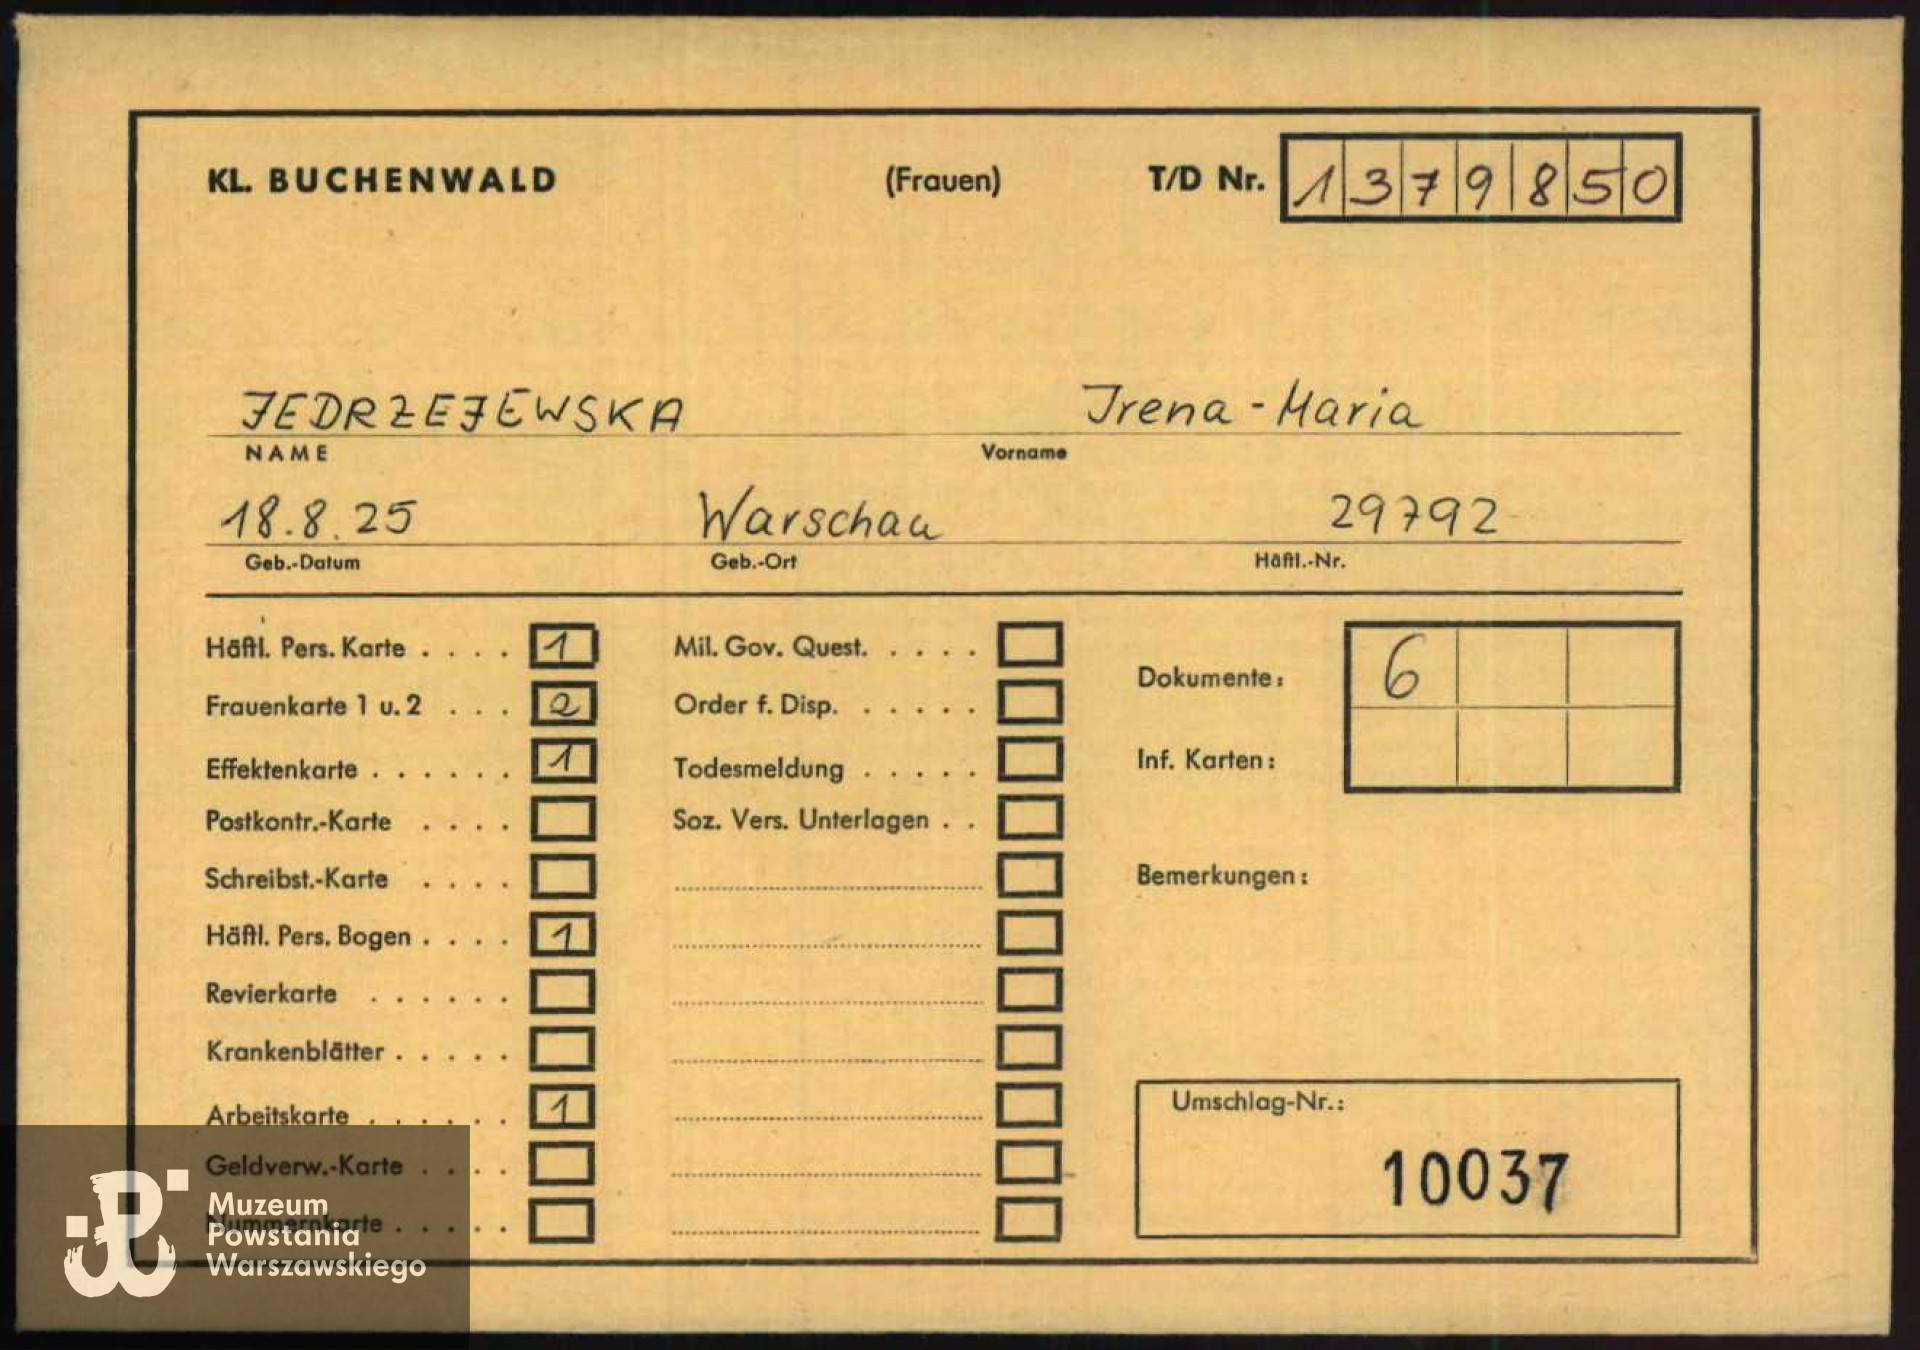 KL. BUCHENWALD (Frauen) T/D Nr. 1379850
JEDRZEJEWSKA Irena-Maria
NAME Vorname
18.8.25 Warschau 29792
Geb.-Datum Geb.-Ort Häftl.-Nr.
Häftl. Pers. Karte . . . . 1 Mil. Gov. Quest. . . . . .
Dokumente: 6
Frauenkarte 1 u. 2 . . . 2 Order f. Disp. . . . . .
Effektenkarte . . . . . . 1 Todesmeldung . . . . .
Inf. Karten:
Postkontr.-Karte . . . . Soz. Vers. Unterlagen . .
Schreibst.-Karte . . . .
Bemerkungen:
Häftl. Pers. Bogen . . . . 1
Revierkarte . . . . . .
Krankenblätter . . . . .
Arbeitskarte . . . . . . 1
Umschlag-Nr.:
Geldverw.-Karte . . . .
10037
Nummernkarte . . . . .
Muzeum
Powstania
Warszawskiego